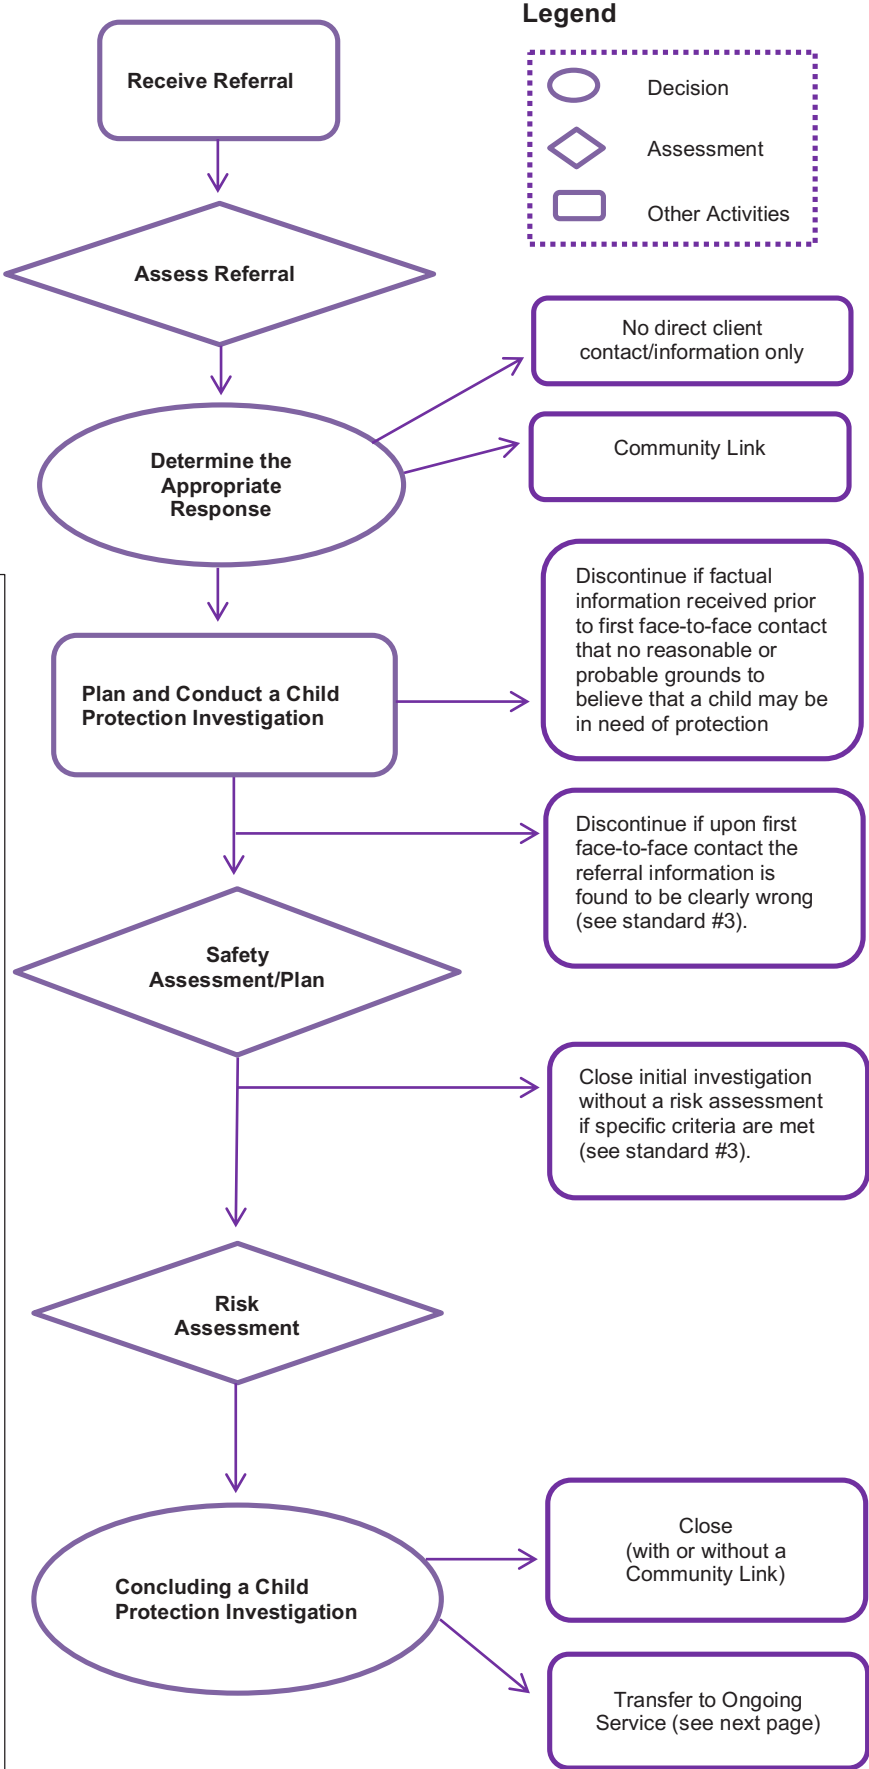 Legend
Decision
Assessment
Other Activities
Receive Referral
Assess Referral
No direct client
contact/information only
Community Link
Determine the
Appropriate
Response
Discontinue if factual
information received prior
to first face-to-face contact
that no reasonable or
probable grounds to
believe that a child may be
in need of protection
Plan and Conduct a Child
Protection Investigation
Discontinue if upon first
face-to-face contact the
referral information is
found to be clearly wrong
(see standard #3).
Safety
Assessment/Plan
Close initial investigation
without a risk assessment
if specific criteria are met
(see standard #3).
Risk
Assessment
Concluding a Child
Protection Investigation
Close
(with or without a
Community Link)
Transfer to Ongoing
Service (see next page)